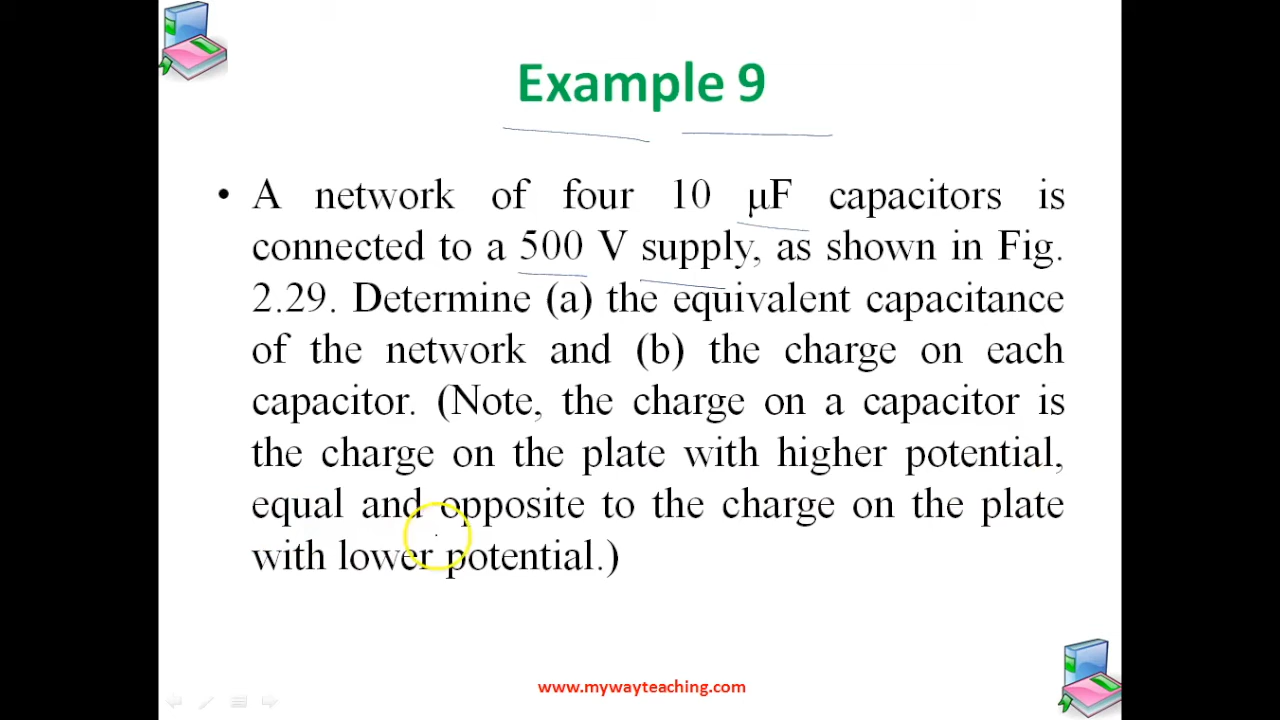 Example 9
• A network of four 10 μF capacitors is
connected to a 500 V supply, as shown in Fig.
2.29. Determine (a) the equivalent capacitance
of the network and (b) the charge on each
capacitor. (Note, the charge on a capacitor is
the charge on the plate with higher potential,
equal and opposite to the charge on the plate
with lower potential.)
www.mywayteaching.com